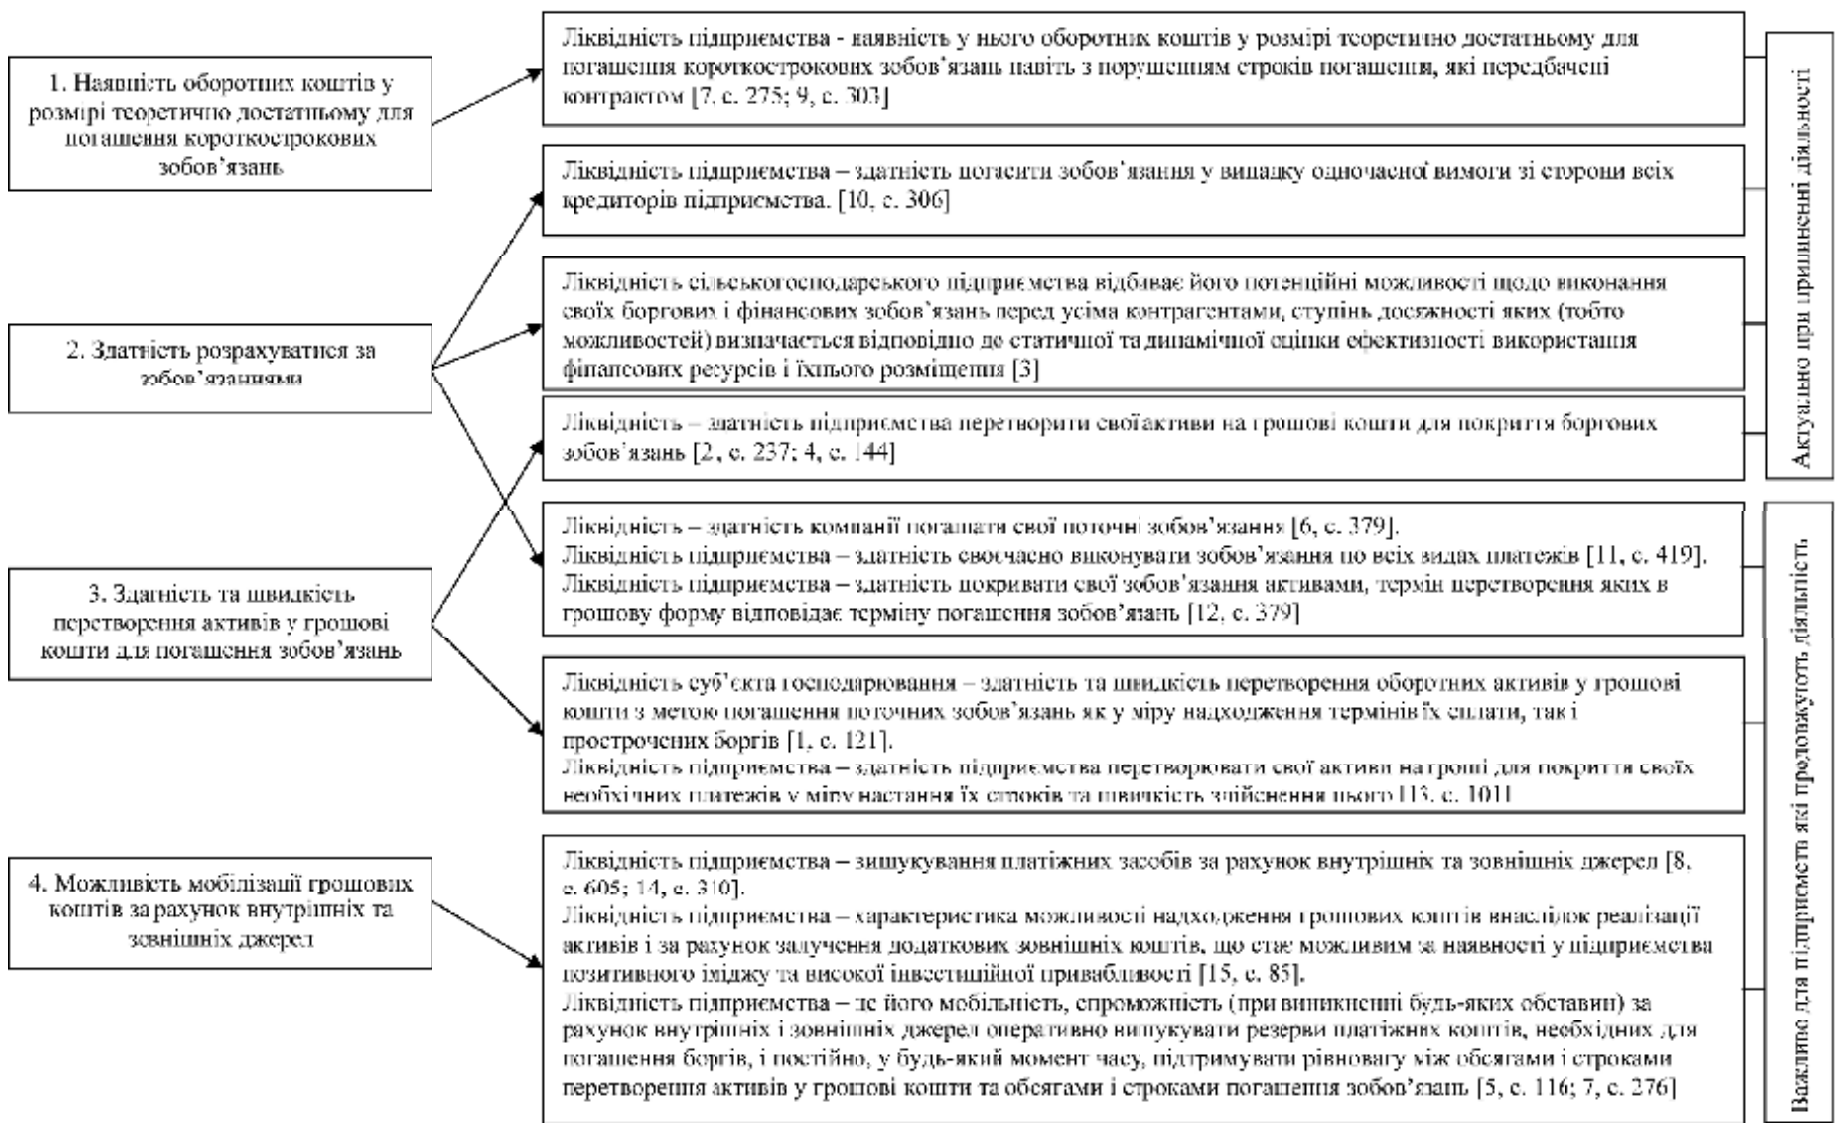 1. Наявність оборотних коштів у
розмірі теоретично достатньому для
погашення короткострокових
зобов’язань
2. Здатність розрахуватися за
зобов’язаннями
3. Здатність та швидкість
перетворення активів у грошові
кошти для погашення зобов’язань
4. Можливість мобілізації грошових
коштів за рахунок внутрішніх та
зовнішніх джерел
Ліквідність підприємства - наявність у нього оборотних коштів у розмірі теоретично достатньому для
погашення короткострокових зобов’язань навіть з порушенням строків погашення, які передбачені
контрактом [7, с. 275; 9, с. 303]
Ліквідність підприємства – здатність погасити зобов’язання у випадку одночасної вимоги зі сторони всіх
кредиторів підприємства. [10, с. 306]
Ліквідність сільськогосподарського підприємства відбиває його потенційні можливості щодо виконання
своїх боргових і фінансових зобов’язань перед усіма контрагентами, ступінь досяжності яких (тобто
можливостей) визначається відповідно до статичної та динамічної оцінки ефективності використання
фінансових ресурсів і їхнього розміщення [3]
Ліквідність – здатність підприємства перетворити свої активи на грошові кошти для покриття боргових
зобов’язань [2, с. 237; 4, с. 144]
Ліквідність – здатність компанії погашати свої поточні зобов’язання [6, с. 379].
Ліквідність підприємства – здатність своєчасно виконувати зобов’язання по всіх видах платежів [11, с. 419].
Ліквідність підприємства – здатність покривати свої зобов’язання активами, термін перетворення яких в
грошову форму відповідає терміну погашення зобов’язань [12, с. 379]
Ліквідність суб’єкта господарювання – здатність та швидкість перетворення оборотних активів у грошові
кошти з метою погашення поточних зобов’язань як у міру надходження термінів їх сплати, так і
прострочених боргів [1, с. 121].
Ліквідність підприємства – здатність підприємства перетворювати свої активи на гроші для покриття своїх
необхідних платежів у міру настання їх строків та швидкість здійснення цього [13, с. 101]
Ліквідність підприємства – вишукування платіжних засобів за рахунок внутрішніх та зовнішніх джерел [8,
с. 605; 14, с. 310].
Ліквідність підприємства – характеристика можливості надходження грошових коштів внаслідок реалізації
активів і за рахунок залучення додаткових зовнішніх коштів, що стає можливим за наявності у підприємства
позитивного іміджу та високої інвестиційної привабливості [15, с. 85].
Ліквідність підприємства – це його мобільність, спроможність (при виникненні будь-яких обставин) за
рахунок внутрішніх і зовнішніх джерел оперативно вишукувати резерви платіжних коштів, необхідних для
погашення боргів, і постійно, у будь-який момент часу, підтримувати рівновагу між обсягами і строками
перетворення активів у грошові кошти та обсягами і строками погашення зобов’язань [5, с. 116; 7, с. 276]
Актуально при припиненні діяльності
Важливо для підприємств які продовжують діяльність